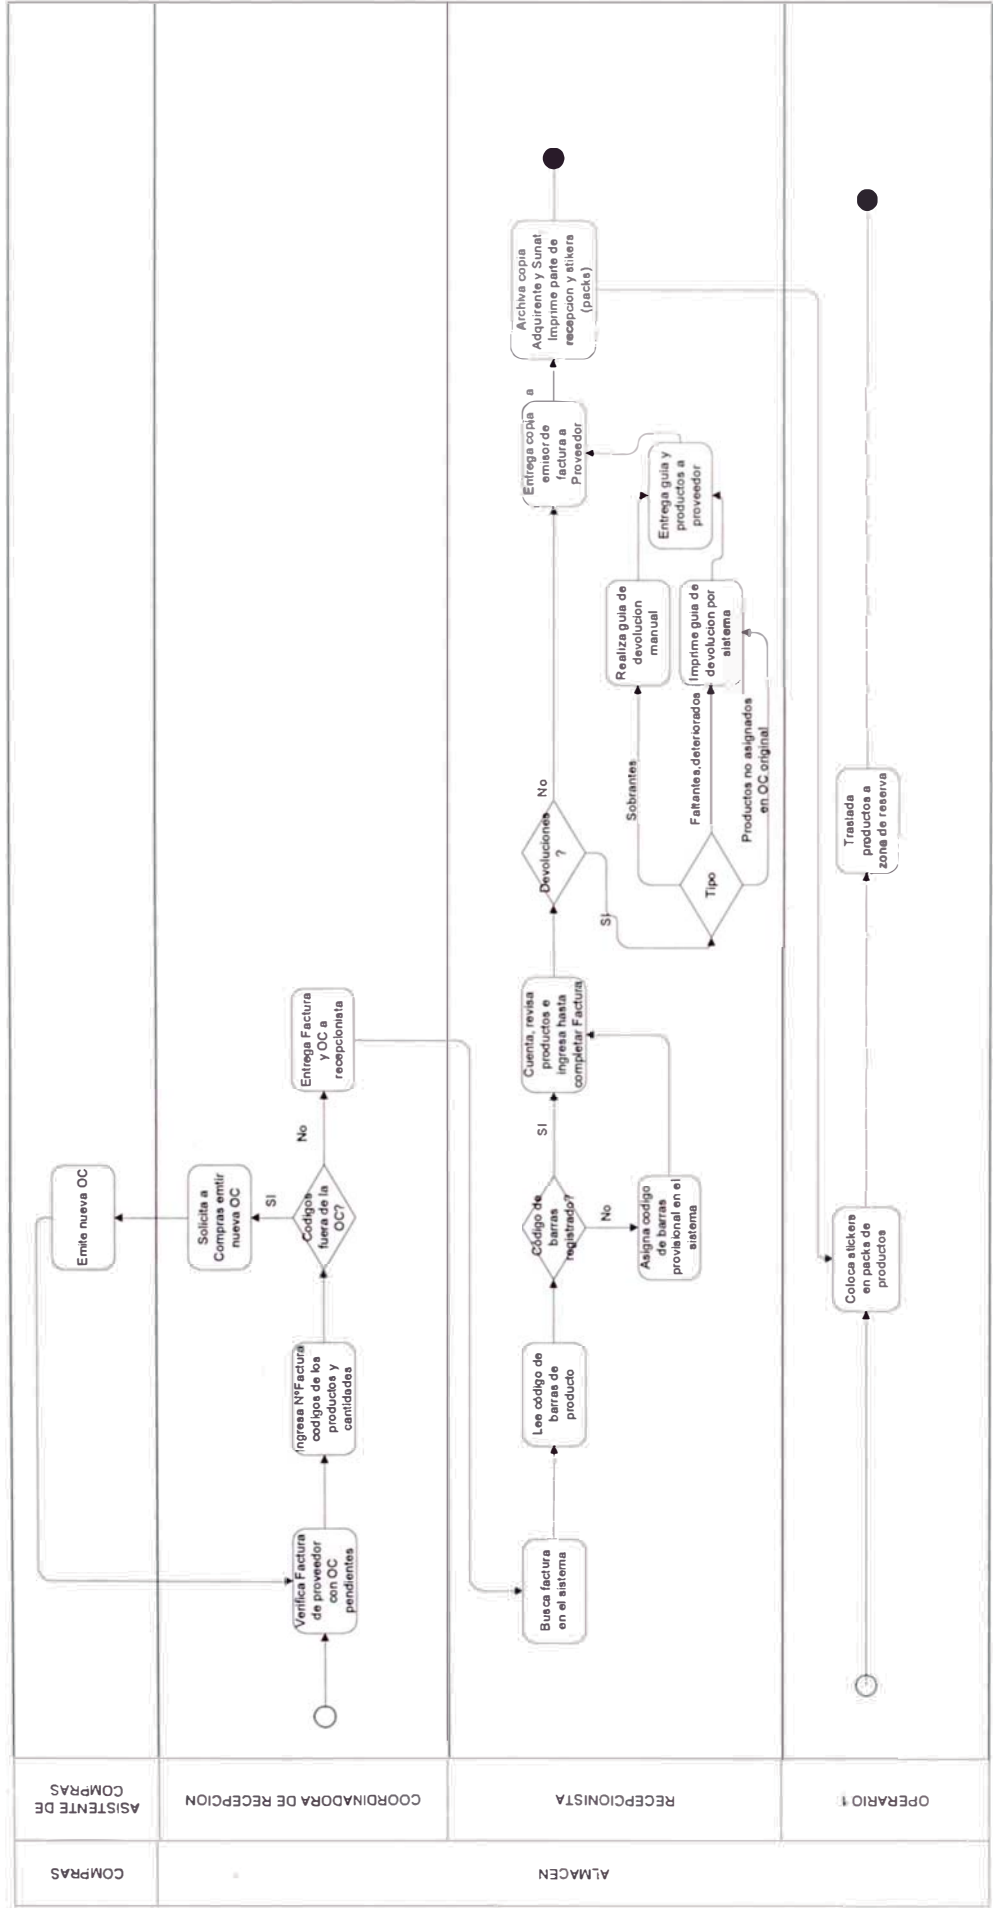 COMPRAS
ASISTENTE DE
COMPRAS
Emite nueva OC
ALMACEN
COORDINADORA DE RECEPCION
Verifica Factura
de proveedor
con OC
pendientes
Ingresa N°Factura
codigos de los
productos y
cantidades
Codigos
fuera de la
OC?
SI
Solicita a
Compras emtir
nueva OC
No
Entrega Factura
y OC a
recepcionista
RECEPCIONISTA
Busca factura
en el sistema
Lee código de
barras de
producto
Código de
barras
registrado?
SI
No
Asigna codigo
de barras
provisional en el
sistema
Cuenta, revisa
productos e
ingresa hasta
completar Factura
Devoluciones
?
No
SI
Tipo
Sobrantes
Faltantes,deteriorados
Productos no asignados
en OC original
Realiza guia de
devolucion
manual
Imprime guia de
devolucion por
sistema
Entrega guia y
productos a
proveedor
Entrega copia a
emisor de
factura a
Proveedor
Archiva copia
Adquirente y Sunat
Imprime parte de
recepcion y stikers
(packs)
OPERARIO 1
Coloca stickers
en packs de
productos
Traslada
productos a
zona de reserva